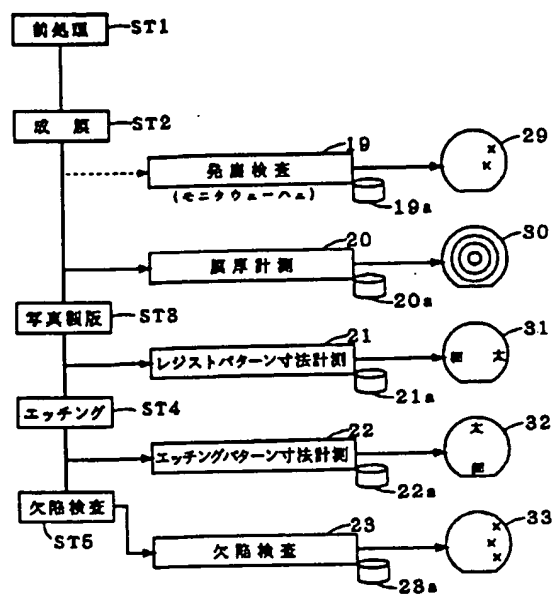 前処理
ST1
成膜
ST2
19
発塵検査
(モニタウェーハ)
19a
29
×
×
20
膜厚計測
20a
30
写真製版
ST3
21
レジストパターン寸法計測
21a
31
細 太
エッチング
ST4
22
エッチングパターン寸法計測
22a
32
太
細
欠陥検査
ST5
23
欠陥検査
23a
33
×
×
×